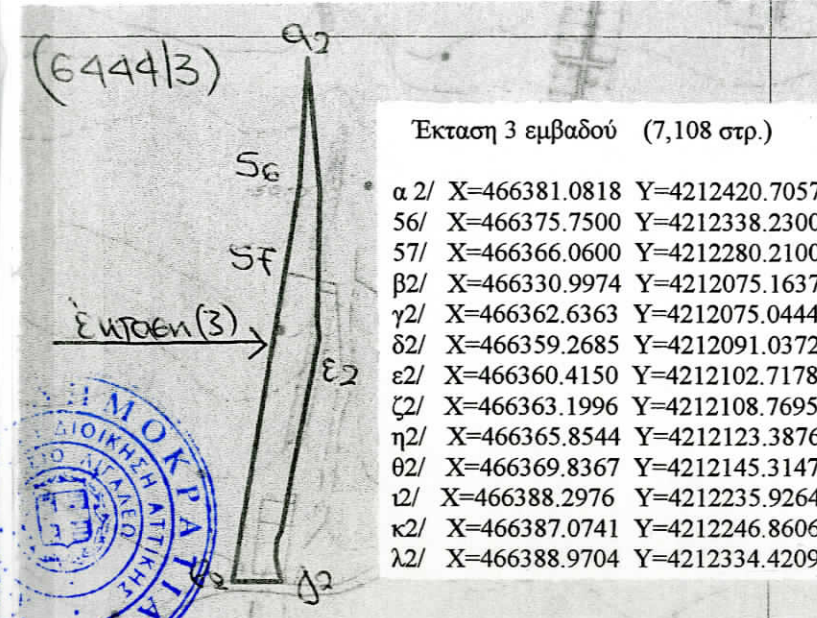 α2
(6444/3)
56
57
έκταση (3)
ε2
β2
γ2
Έκταση 3 εμβαδού (7,108 στρ.)
α 2/ Χ=466381.0818 Υ=4212420.7057
56/ Χ=466375.7500 Υ=4212338.2300
57/ Χ=466366.0600 Υ=4212280.2100
β2/ Χ=466330.9974 Υ=4212075.1637
γ2/ Χ=466362.6363 Υ=4212075.0444
δ2/ Χ=466359.2685 Υ=4212091.0372
ε2/ Χ=466360.4150 Υ=4212102.7178
ζ2/ Χ=466363.1996 Υ=4212108.7695
η2/ Χ=466365.8544 Υ=4212123.3876
θ2/ Χ=466369.8367 Υ=4212145.3147
ι2/ Χ=466388.2976 Υ=4212235.9264
κ2/ Χ=466387.0741 Υ=4212246.8606
λ2/ Χ=466388.9704 Υ=4212334.4209
ΗΜΟΚΡΑΤΙΑ
ΔΙΟΙΚΗΣΗ ΑΤΤΙΚΗΣ
ΑΙΓΑΛΕΩ